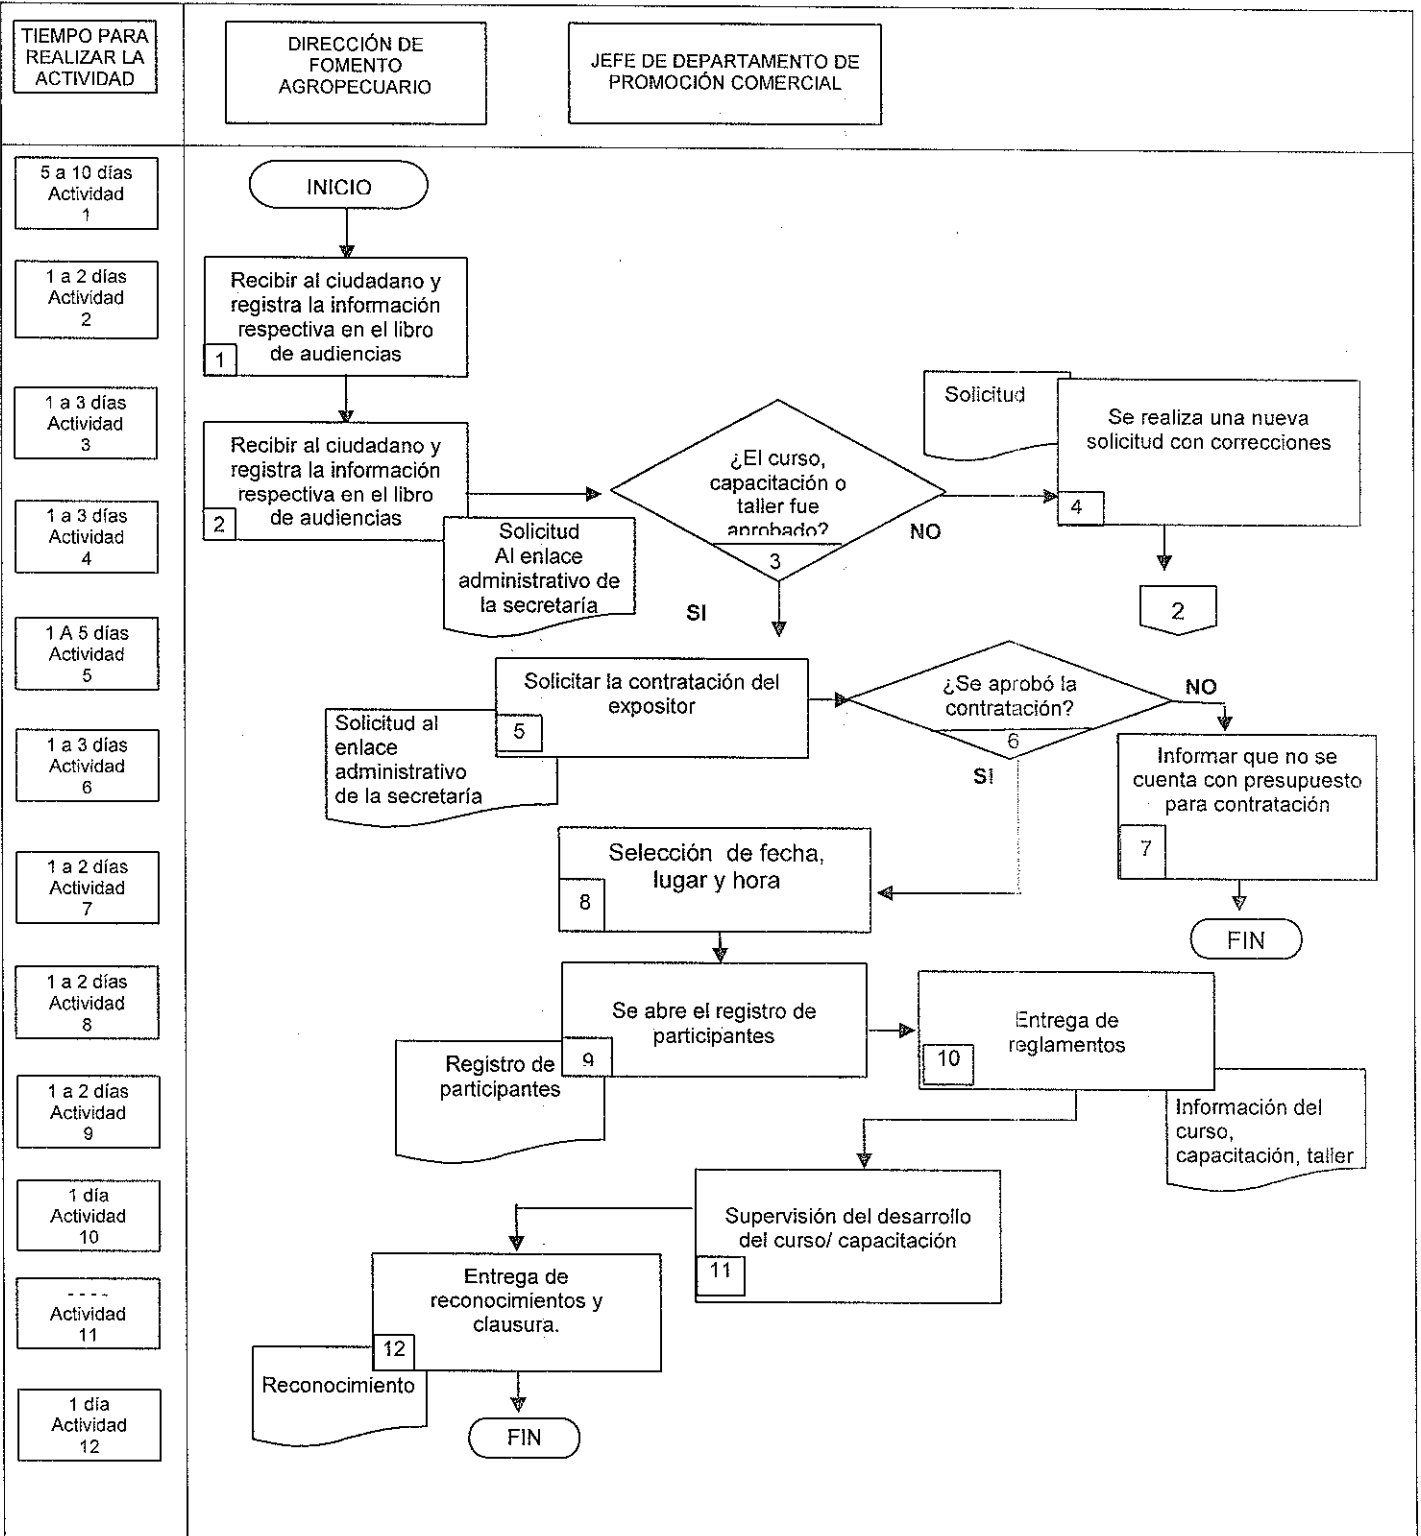 TIEMPO PARA
REALIZAR LA
ACTIVIDAD
DIRECCIÓN DE
FOMENTO
AGROPECUARIO
JEFE DE DEPARTAMENTO DE
PROMOCIÓN COMERCIAL
5 a 10 días
Actividad
1
1 a 2 días
Actividad
2
1 a 3 días
Actividad
3
1 a 3 días
Actividad
4
1 A 5 días
Actividad
5
1 a 3 días
Actividad
6
1 a 2 días
Actividad
7
1 a 2 días
Actividad
8
1 a 2 días
Actividad
9
1 día
Actividad
10
- - - -
Actividad
11
1 día
Actividad
12
INICIO
Recibir al ciudadano y
registra la información
respectiva en el libro
de audiencias
1
Recibir al ciudadano y
registra la información
respectiva en el libro
de audiencias
2
Solicitud
Al enlace
administrativo de
la secretaría
¿El curso,
capacitación o
taller fue
aprobado?
3
NO
SI
Solicitud
Se realiza una nueva
solicitud con correcciones
4
2
Solicitar la contratación del
expositor
5
Solicitud al
enlace
administrativo
de la secretaría
¿Se aprobó la
contratación?
6
NO
SI
Informar que no se
cuenta con presupuesto
para contratación
7
FIN
Selección de fecha,
lugar y hora
8
Se abre el registro de
participantes
9
Registro de
participantes
Entrega de
reglamentos
10
Información del
curso,
capacitación, taller
Supervisión del desarrollo
del curso/ capacitación
11
Entrega de
reconocimientos y
clausura.
12
Reconocimiento
FIN